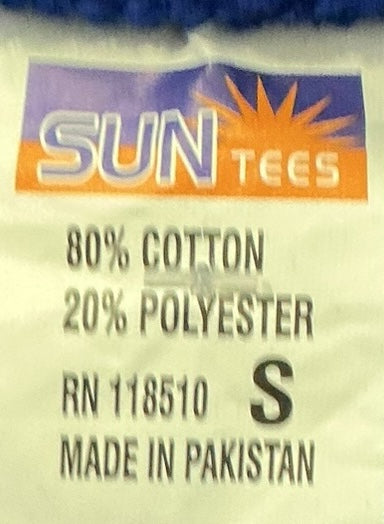 SUN TEES
80% COTTON
20% POLYESTER
RN 118510 S
MADE IN PAKISTAN